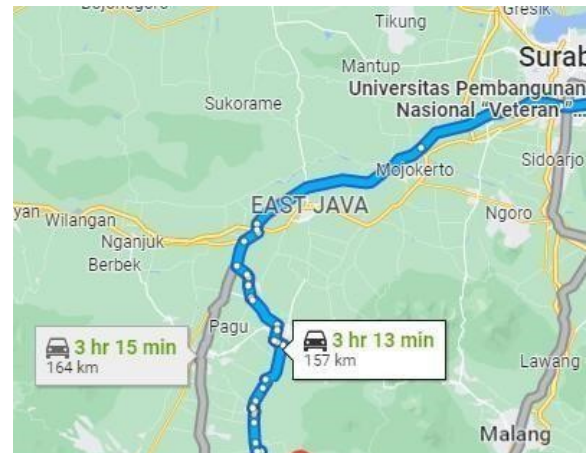 Gresik
Tikung
Mantup
Universitas Pembangunan
Nasional "Veteran "...
Sukorame
Mojokerto
Sidoarjo
EAST JAVA
Wilangan
Ngoro
Nganjuk
Berbek
Pagu
3 hr 15 min
164 km
3 hr 13 min
157 km
Lawang
Malang